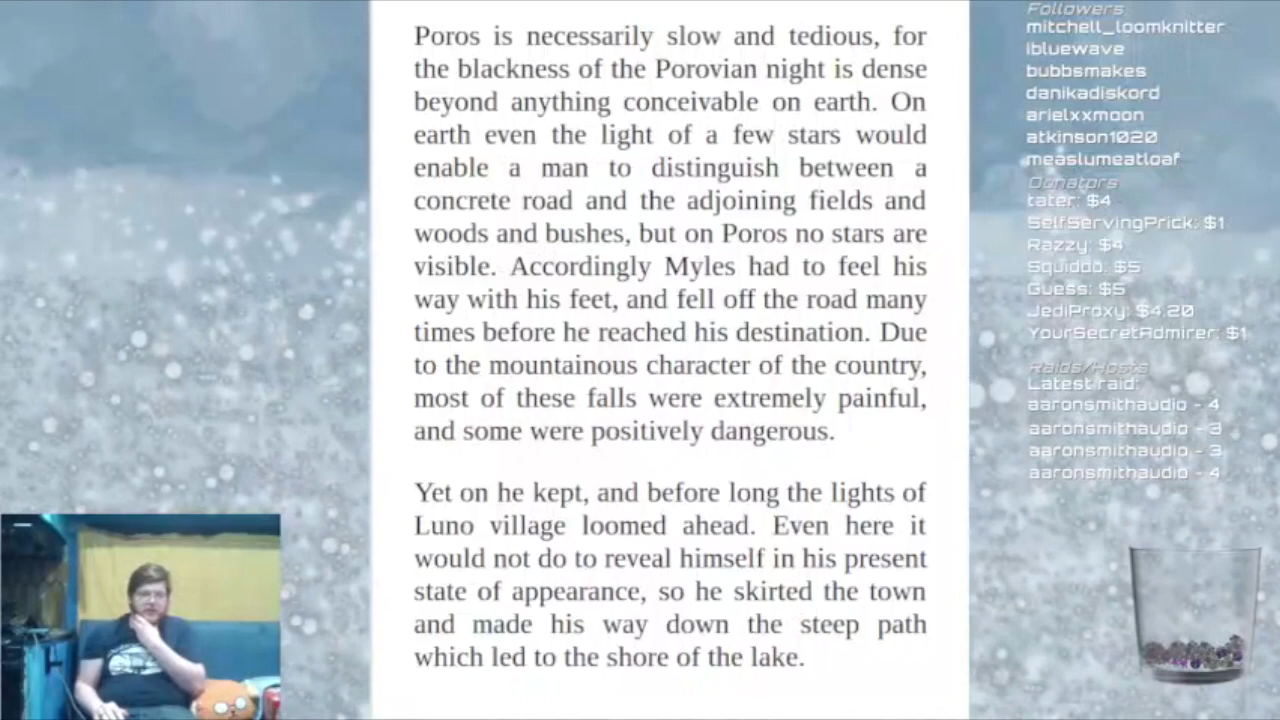 Poros is necessarily slow and tedious, for
the blackness of the Porovian night is dense
beyond anything conceivable on earth. On
earth even the light of a few stars would
enable a man to distinguish between a
concrete road and the adjoining fields and
woods and bushes, but on Poros no stars are
visible. Accordingly Myles had to feel his
way with his feet, and fell off the road many
times before he reached his destination. Due
to the mountainous character of the country,
most of these falls were extremely painful,
and some were positively dangerous.
Yet on he kept, and before long the lights of
Luno village loomed ahead. Even here it
would not do to reveal himself in his present
state of appearance, so he skirted the town
and made his way down the steep path
which led to the shore of the lake.
Followers
mitchell_loomknitter
lbluewave
bubbsmakes
danikadiskord
arielxxmoon
atkinson1020
measlumeatloaf
Donators
tater: $4
SelfServingPrick: $1
Razzy: $4
Squidda: $5
Guess: $5
JediProxy: $4.20
YourSecretAdmirer: $1
Raids/Hosts
Latest raid:
aaronsmithaudio - 4
aaronsmithaudio - 3
aaronsmithaudio - 3
aaronsmithaudio - 4